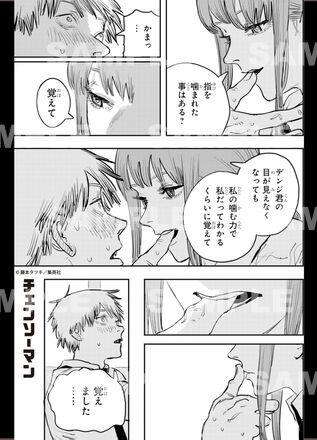 指を
噛まれた
事はある?
かまっ
……
覚えて
デンジ君の
目が見えなく
なっても
私の噛む力で
私だってわかる
くらいに覚えて
覚え
ました
……
©藤本タツキ/集英社
チェンソーマン
SAMPLE